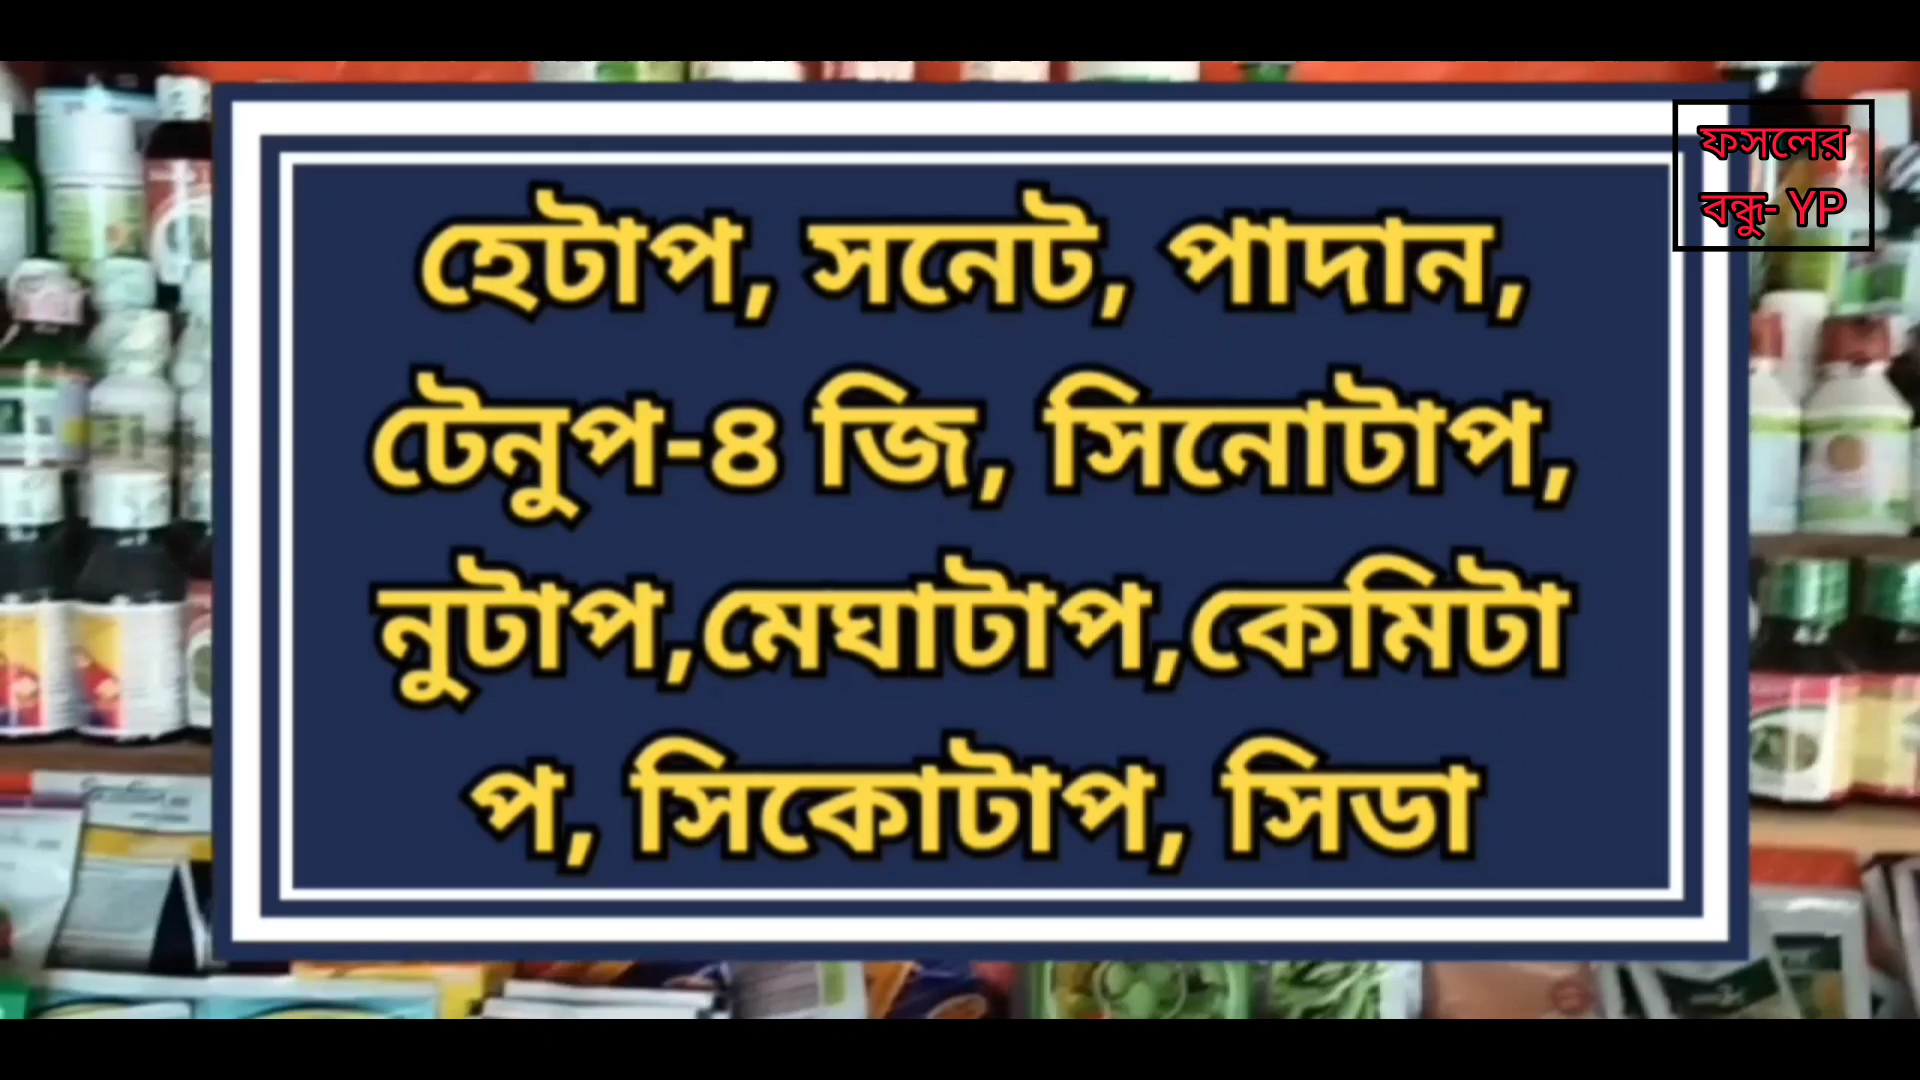 হেটাপ, সনেট, পাদান,
টেনুপ-৪ জি, সিনোটাপ,
নুটাপ,মেঘাটাপ,কেমিটা
প, সিকোটাপ, সিডা
ফসলের
বন্ধু- YP